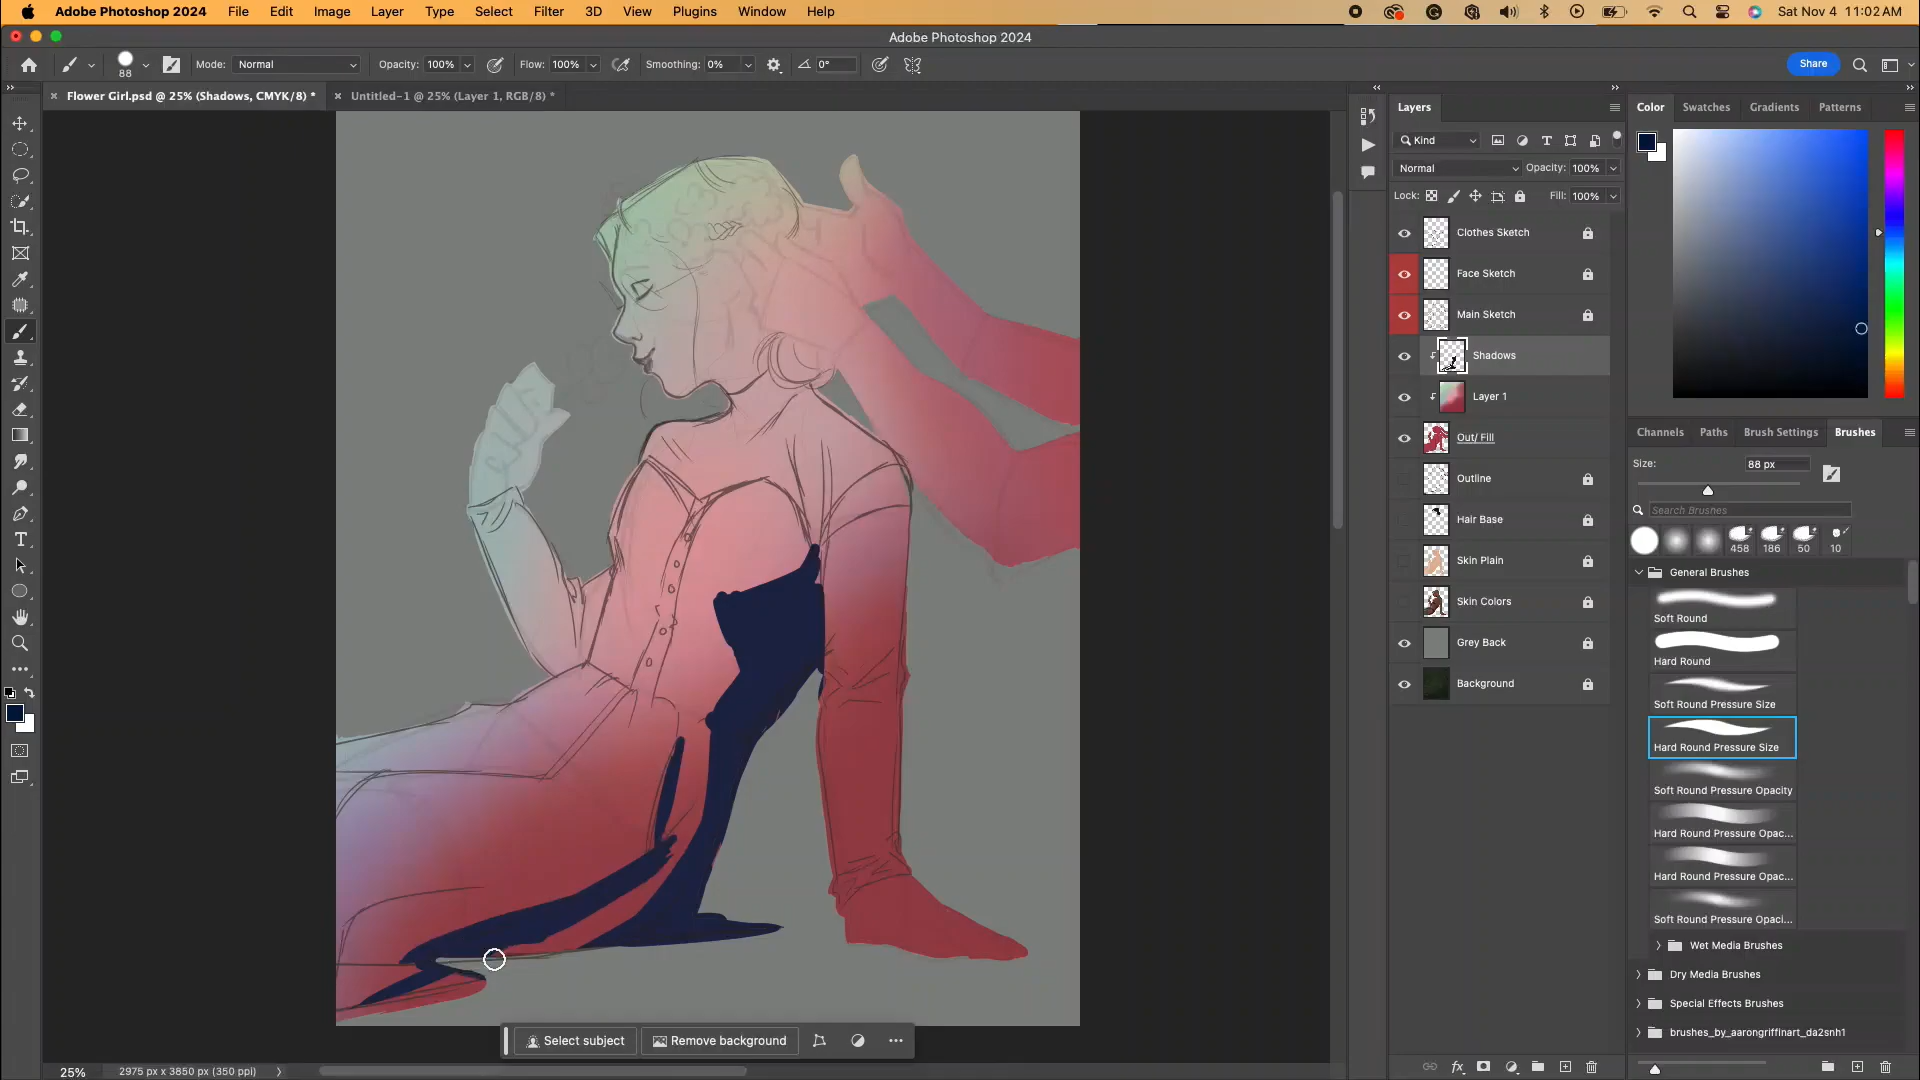 Adobe Photoshop 2024 File Edit Image Layer Type Select Filter 3D View Plugins Window Help Sat Nov 4 11:02 AM
Adobe Photoshop 2024
88 Mode: Normal Opacity: 100% Flow: 100% Smoothing: 0% 0° Share
Flower Girl.psd @ 25% (Shadows, CMYK/8) * Untitled-1 @ 25% (Layer 1, RGB/8) *
Layers
Kind
Normal Opacity: 100%
Lock: Fill: 100%
Clothes Sketch
Face Sketch
Main Sketch
Shadows
Layer 1
Out/ Fill
Outline
Hair Base
Skin Plain
Skin Colors
Grey Back
Background
Color Swatches Gradients Patterns
Channels Paths Brush Settings Brushes
Size: 88 px
Search Brushes
458 186 50 10
General Brushes
Soft Round
Hard Round
Soft Round Pressure Size
Hard Round Pressure Size
Soft Round Pressure Opacity
Hard Round Pressure Opac...
Hard Round Pressure Opac...
Soft Round Pressure Opaci...
Wet Media Brushes
Dry Media Brushes
Special Effects Brushes
brushes_by_aarongriffinart_da2snh1
Select subject Remove background
25% 2975 px x 3850 px (350 ppi)